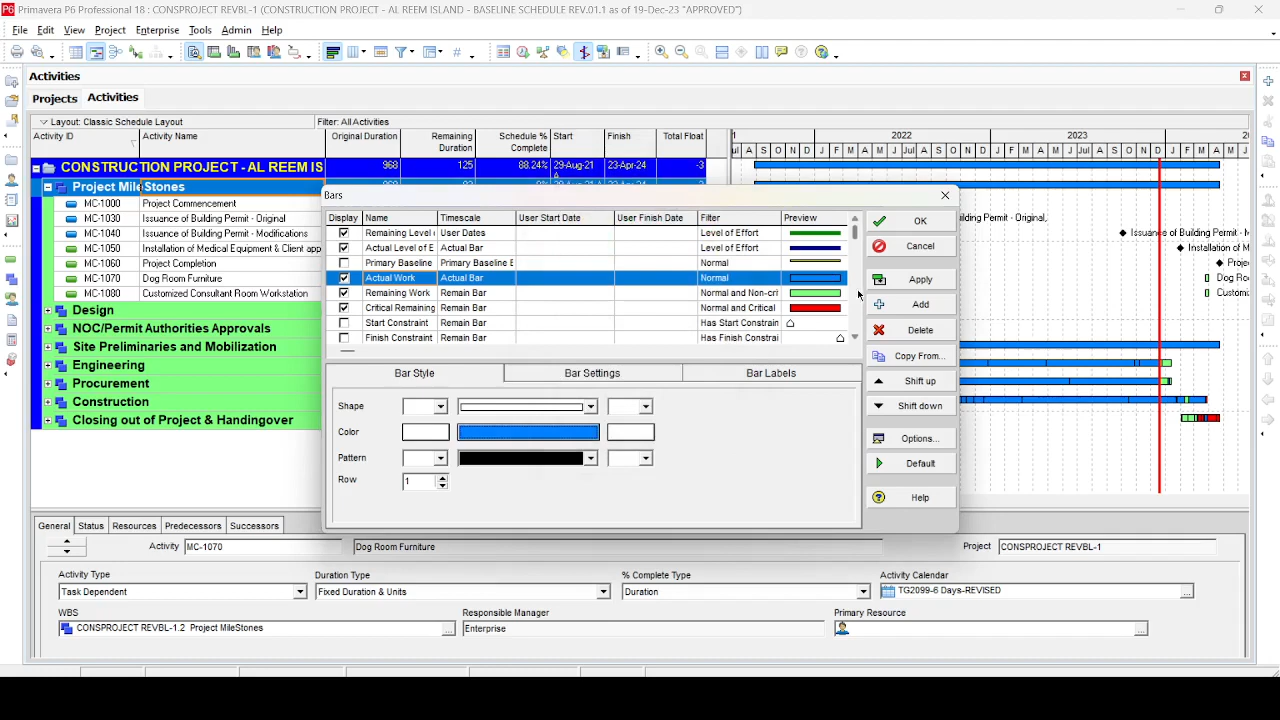 Primavera P6 Professional 18 : CONSPROJECT REVBL-1 (CONSTRUCTION PROJECT - AL REEM ISLAND - BASELINE SCHEDULE REV.01.1 as of 19-Dec-23 "APPROVED")
File Edit View Project Enterprise Tools Admin Help
Activities
Projects Activities
Layout: Classic Schedule Layout Filter: All Activities
Activity ID Activity Name Original Duration Remaining Duration Schedule % Complete Start Finish Total Float 2022 2023
J F M A M J Jul A S O N D J F M A M J Jul A S O N D J F M A M J
CONSTRUCTION PROJECT - AL REEM IS 968 125 88.24% 29-Aug-21 A 23-Apr-24 -3
Project MileStones
MC-1000 Project Commencement
MC-1030 Issuance of Building Permit - Original
MC-1040 Issuance of Building Permit - Modifications
MC-1050 Installation of Medical Equipment & Client app
MC-1060 Project Completion
MC-1070 Dog Room Furniture
MC-1080 Customized Consultant Room Workstation
Design
NOC/Permit Authorities Approvals
Site Preliminaries and Mobilization
Engineering
Procurement
Construction
Closing out of Project & Handingover
ilding Permit - Original,
Issuance of Building Permit - M
Installation of M
Projec
Dog Ro
Custom
Bars
Display Name Timescale User Start Date User Finish Date Filter Preview
Remaining Level User Dates Level of Effort
Actual Level of E Actual Bar Level of Effort
Primary Baseline Primary Baseline E Normal
Actual Work Actual Bar Normal
Remaining Work Remain Bar Normal and Non-cri
Critical Remaining Remain Bar Normal and Critical
Start Constraint Remain Bar Has Start Constrain
Finish Constraint Remain Bar Has Finish Constrai
OK
Cancel
Apply
Add
Delete
Copy From...
Shift up
Shift down
Options...
Default
Help
Bar Style Bar Settings Bar Labels
Shape
Color
Pattern
Row 1
General Status Resources Predecessors Successors
Activity MC-1070 Dog Room Furniture Project CONSPROJECT REVBL-1
Activity Type Duration Type % Complete Type Activity Calendar
Task Dependent Fixed Duration & Units Duration TG2099-6 Days-REVISED
WBS Responsible Manager Primary Resource
CONSPROJECT REVBL-1.2 Project MileStones Enterprise